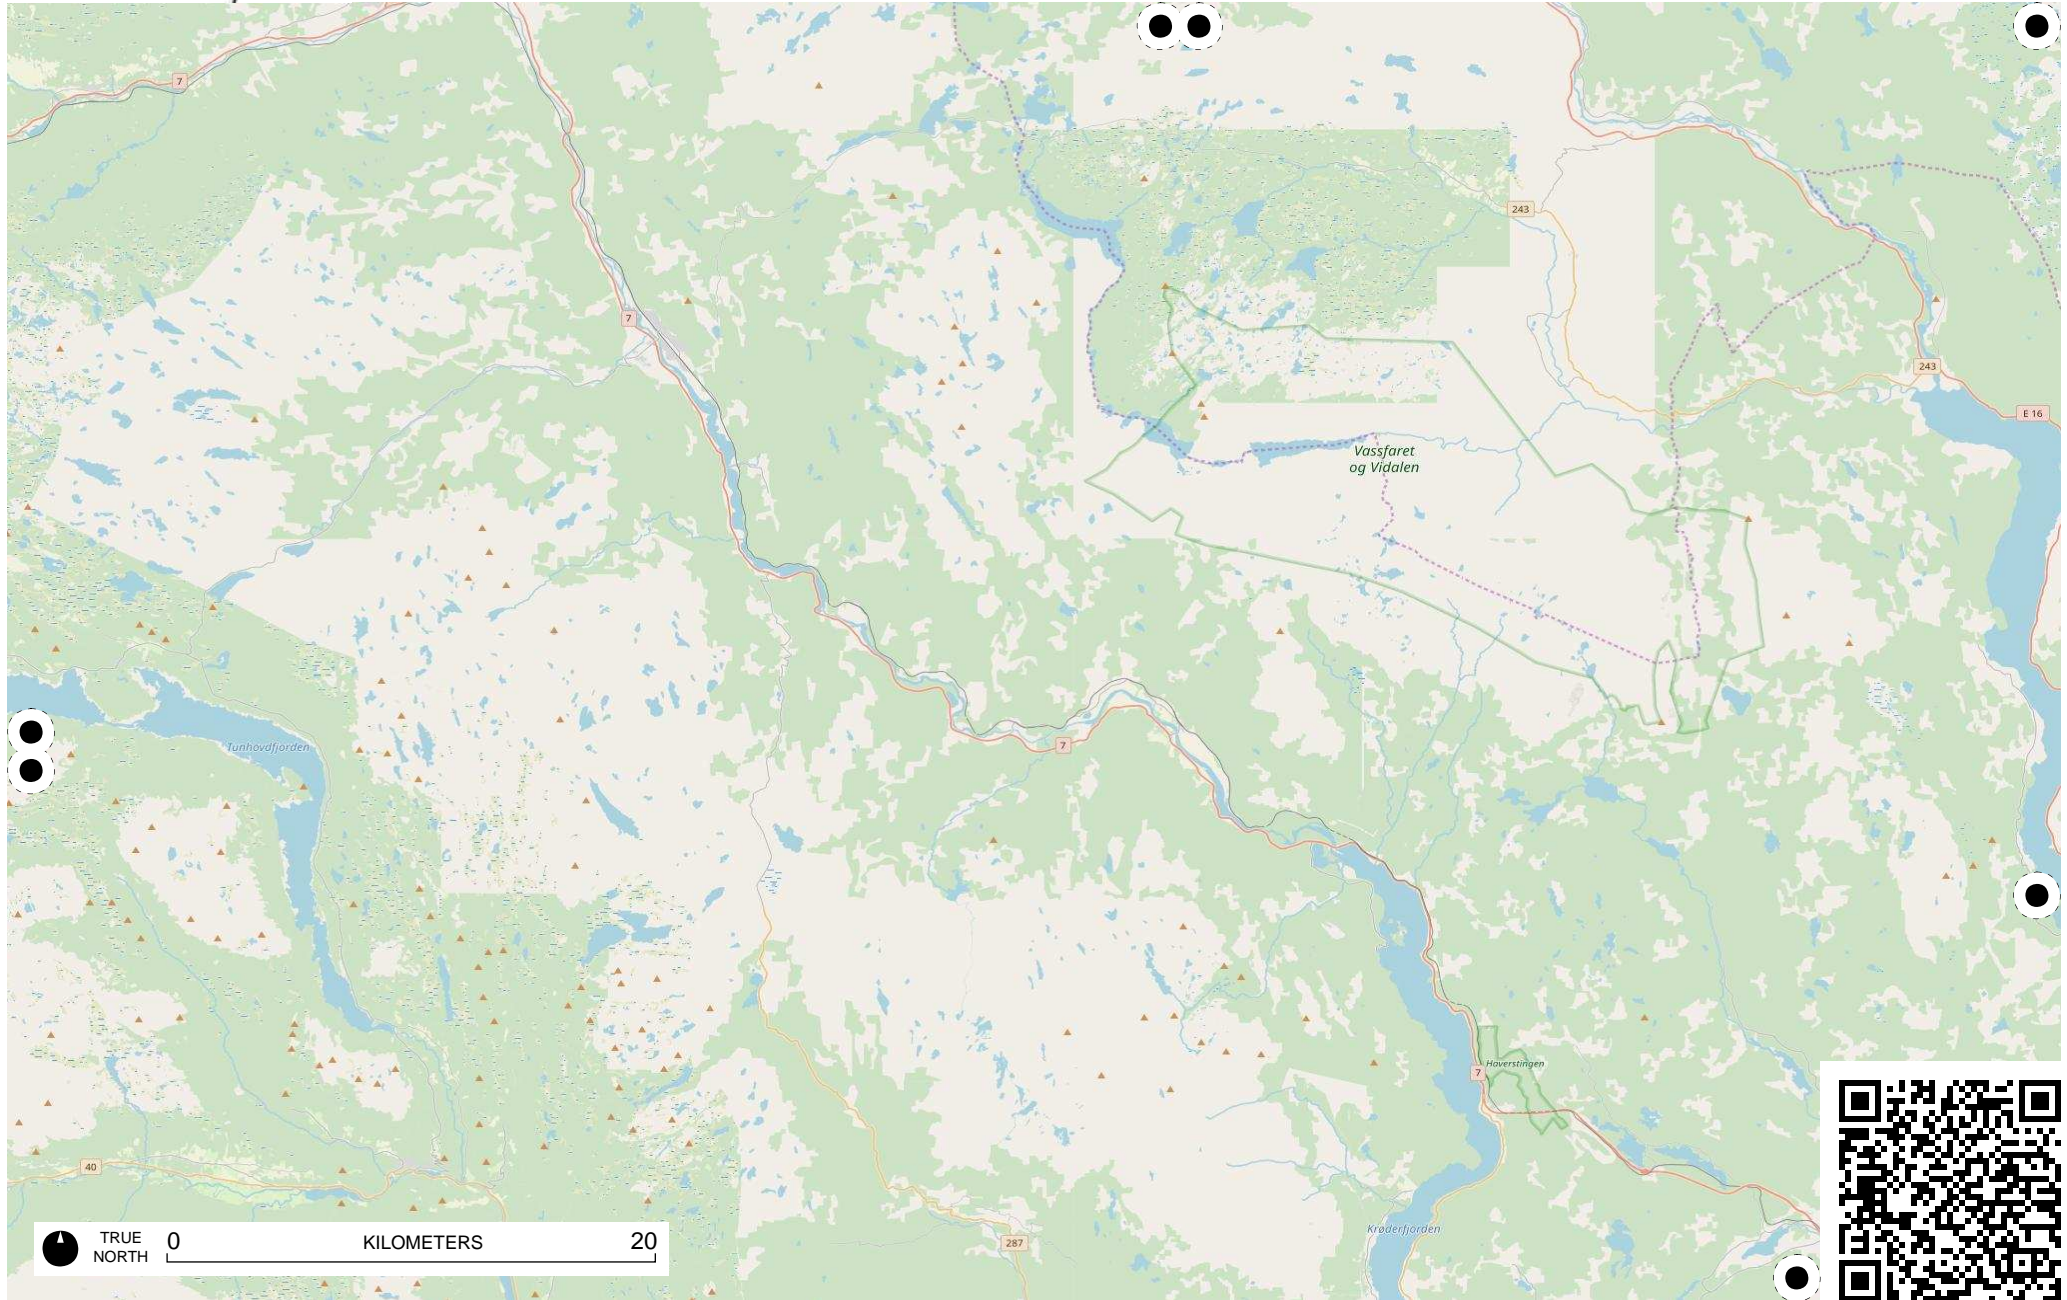 7
243
7
243
E 16
Vassfaret
og Vidalen
7
Tunhovdfjorden
Haverstingen
7
40
Krøderfjorden
287
TRUE
NORTH
0 KILOMETERS 20